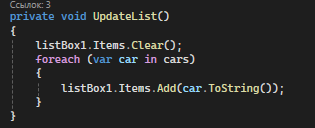 Ссылок: 3
private void UpdateList()
{
listBox1.Items.Clear();
foreach (var car in cars)
{
listBox1.Items.Add(car.ToString());
}
}